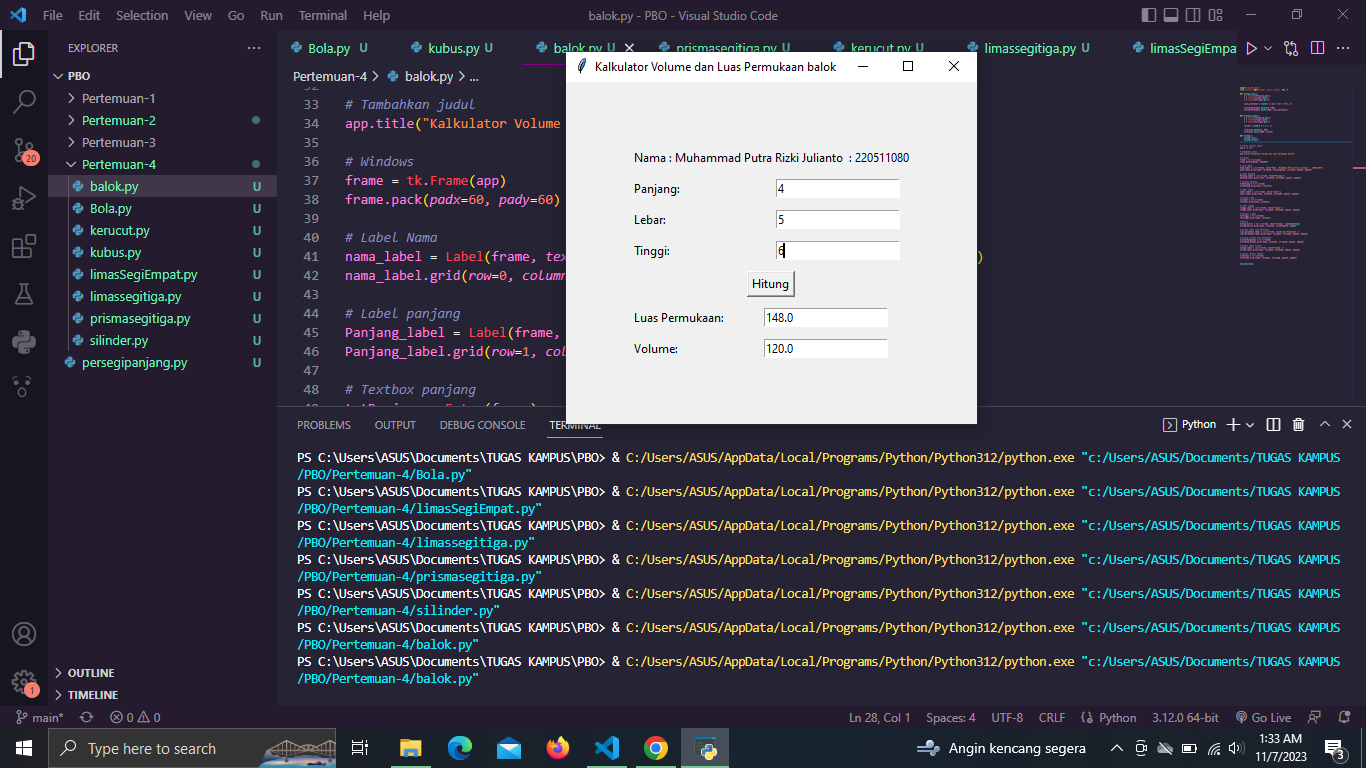 File Edit Selection View Go Run Terminal Help balok.py - PBO - Visual Studio Code
EXPLORER
PBO
Pertemuan-1
Pertemuan-2
Pertemuan-3
Pertemuan-4
balok.py U
Bola.py U
kerucut.py U
kubus.py U
limasSegiEmpat.py U
limassegitiga.py U
prismasegitiga.py U
silinder.py U
persegipanjang.py U
OUTLINE
TIMELINE
20
1
Bola.py U kubus.py U balok.py U prismasegitiga.py U kerucut.py U limassegitiga.py U limasSegiEmpat
Pertemuan-4 > balok.py > ...
33 # Tambahkan judul
34 app.title("Kalkulator Volume
35
36 # Windows
37 frame = tk.Frame(app)
38 frame.pack(padx=60, pady=60)
39
40 # Label Nama
41 nama_label = Label(frame, tex )
42 nama_label.grid(row=0, column
43
44 # Label panjang
45 Panjang_label = Label(frame,
46 Panjang_label.grid(row=1, col
47
48 # Textbox panjang
Kalkulator Volume dan Luas Permukaan balok
Nama : Muhammad Putra Rizki Julianto : 220511080
Panjang: 4
Lebar: 5
Tinggi: 6
Hitung
Luas Permukaan: 148.0
Volume: 120.0
PROBLEMS OUTPUT DEBUG CONSOLE TERMINAL Python
PS C:\Users\ASUS\Documents\TUGAS KAMPUS\PBO> & C:/Users/ASUS/AppData/Local/Programs/Python/Python312/python.exe "c:/Users/ASUS/Documents/TUGAS KAMPUS
/PBO/Pertemuan-4/Bola.py"
PS C:\Users\ASUS\Documents\TUGAS KAMPUS\PBO> & C:/Users/ASUS/AppData/Local/Programs/Python/Python312/python.exe "c:/Users/ASUS/Documents/TUGAS KAMPUS
/PBO/Pertemuan-4/limasSegiEmpat.py"
PS C:\Users\ASUS\Documents\TUGAS KAMPUS\PBO> & C:/Users/ASUS/AppData/Local/Programs/Python/Python312/python.exe "c:/Users/ASUS/Documents/TUGAS KAMPUS
/PBO/Pertemuan-4/limassegitiga.py"
PS C:\Users\ASUS\Documents\TUGAS KAMPUS\PBO> & C:/Users/ASUS/AppData/Local/Programs/Python/Python312/python.exe "c:/Users/ASUS/Documents/TUGAS KAMPUS
/PBO/Pertemuan-4/prismasegitiga.py"
PS C:\Users\ASUS\Documents\TUGAS KAMPUS\PBO> & C:/Users/ASUS/AppData/Local/Programs/Python/Python312/python.exe "c:/Users/ASUS/Documents/TUGAS KAMPUS
/PBO/Pertemuan-4/silinder.py"
PS C:\Users\ASUS\Documents\TUGAS KAMPUS\PBO> & C:/Users/ASUS/AppData/Local/Programs/Python/Python312/python.exe "c:/Users/ASUS/Documents/TUGAS KAMPUS
/PBO/Pertemuan-4/balok.py"
PS C:\Users\ASUS\Documents\TUGAS KAMPUS\PBO> & C:/Users/ASUS/AppData/Local/Programs/Python/Python312/python.exe "c:/Users/ASUS/Documents/TUGAS KAMPUS
/PBO/Pertemuan-4/balok.py"
main* 0 0 Ln 28, Col 1 Spaces: 4 UTF-8 CRLF Python 3.12.0 64-bit Go Live
Type here to search Angin kencang segera 1:33 AM
11/7/2023 3